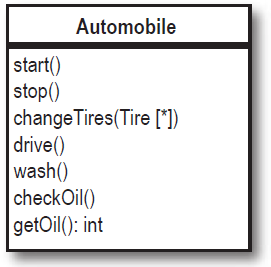 Automobile
start()
stop()
changeTires(Tire [*])
drive()
wash()
checkOil()
getOil(): int